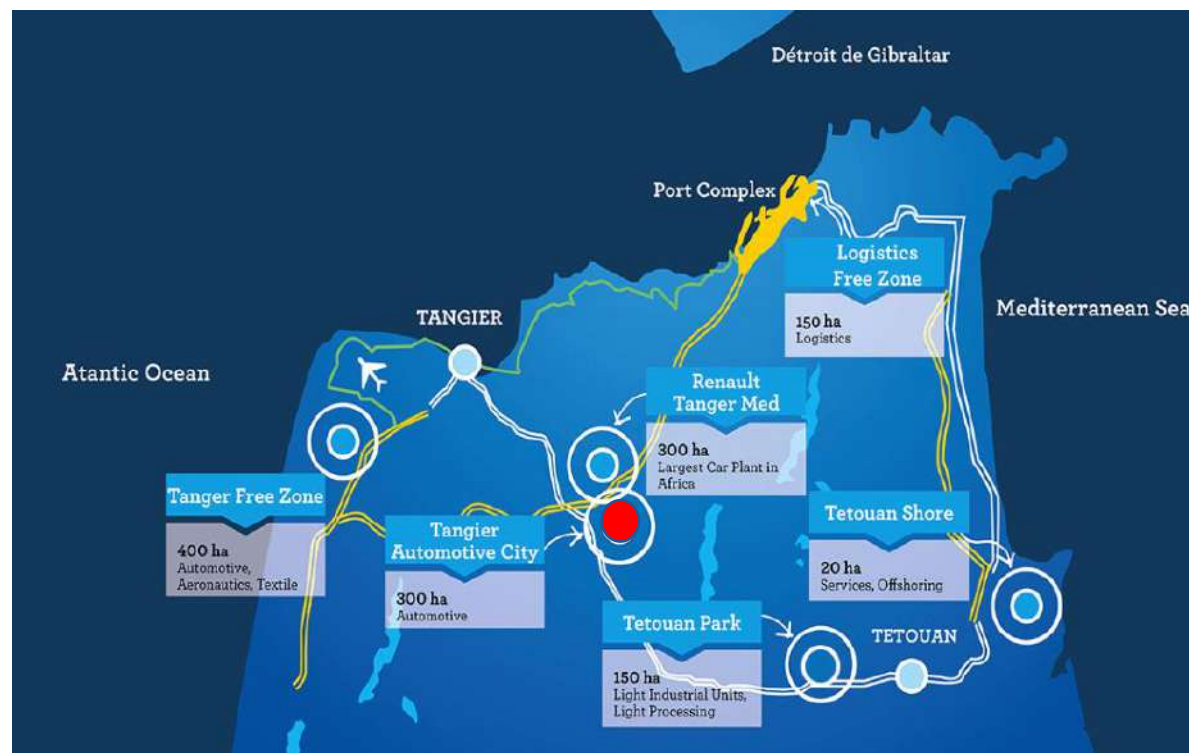 Détroit de Gibraltar
Port Complex
Logistics
Free Zone
150 ha
Logistics
Mediterranean Sea
TANGIER
Atantic Ocean
Renault
Tanger Med
300 ha
Largest Car Plant in
Africa
Tanger Free Zone
400 ha
Automotive,
Aeronautics, Textile
Tangier
Automotive City
300 ha
Automotive
Tetouan Shore
20 ha
Services, Offshoring
Tetouan Park
150 ha
Light Industrial Units,
Light Processing
TETOUAN